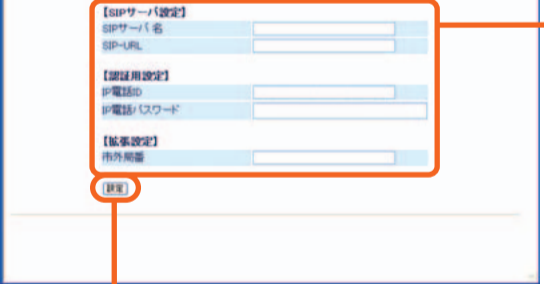 【SIPサーバ設定】
SIPサーバ名
SIP-URL
【認証用設定】
IP電話ID
IP電話パスワード
【拡張設定】
市外局番
設定